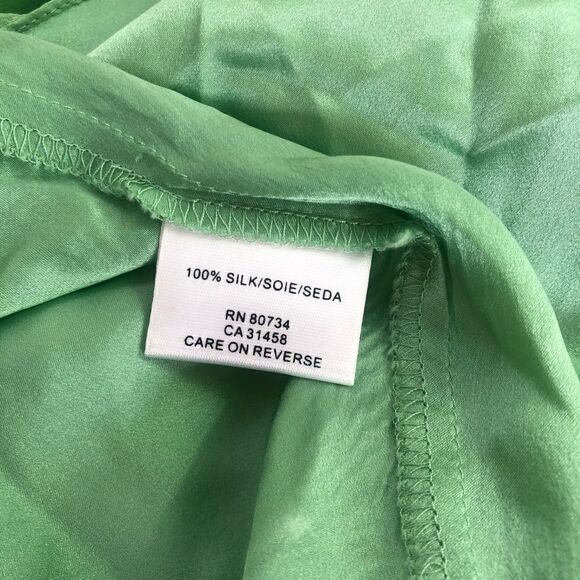 100% SILK/SOIE/SEDA
RN 80734
CA 31458
CARE ON REVERSE